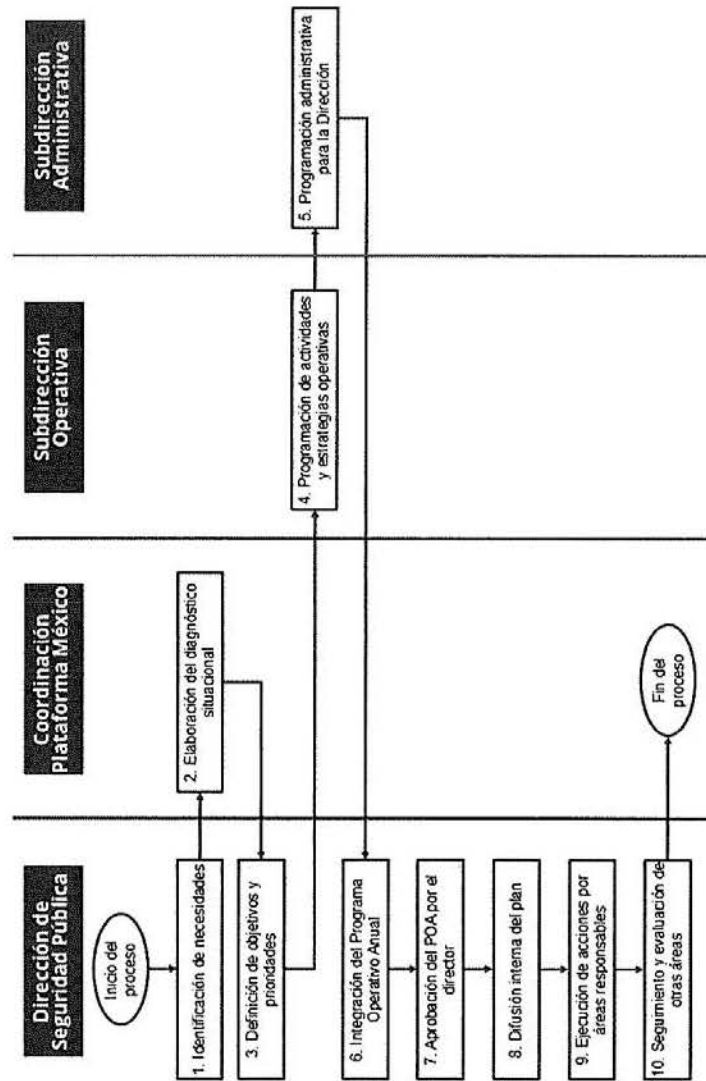 Dirección de
Seguridad Pública
Coordinación
Plataforma México
Subdirección
Operativa
Subdirección
Administrativa
Inicio del
proceso
1. Identificación de necesidades
2. Elaboración del diagnóstico
situacional
3. Definición de objetivos y
prioridades
4. Programación de actividades
y estrategias operativas
5. Programación administrativa
para la Dirección
6. Integración del Programa
Operativo Anual
7. Aprobación del POA por el
director
8. Difusión interna del plan
9. Ejecución de acciones por
áreas responsables
10. Seguimiento y evaluación de
otras áreas
Fin del
proceso